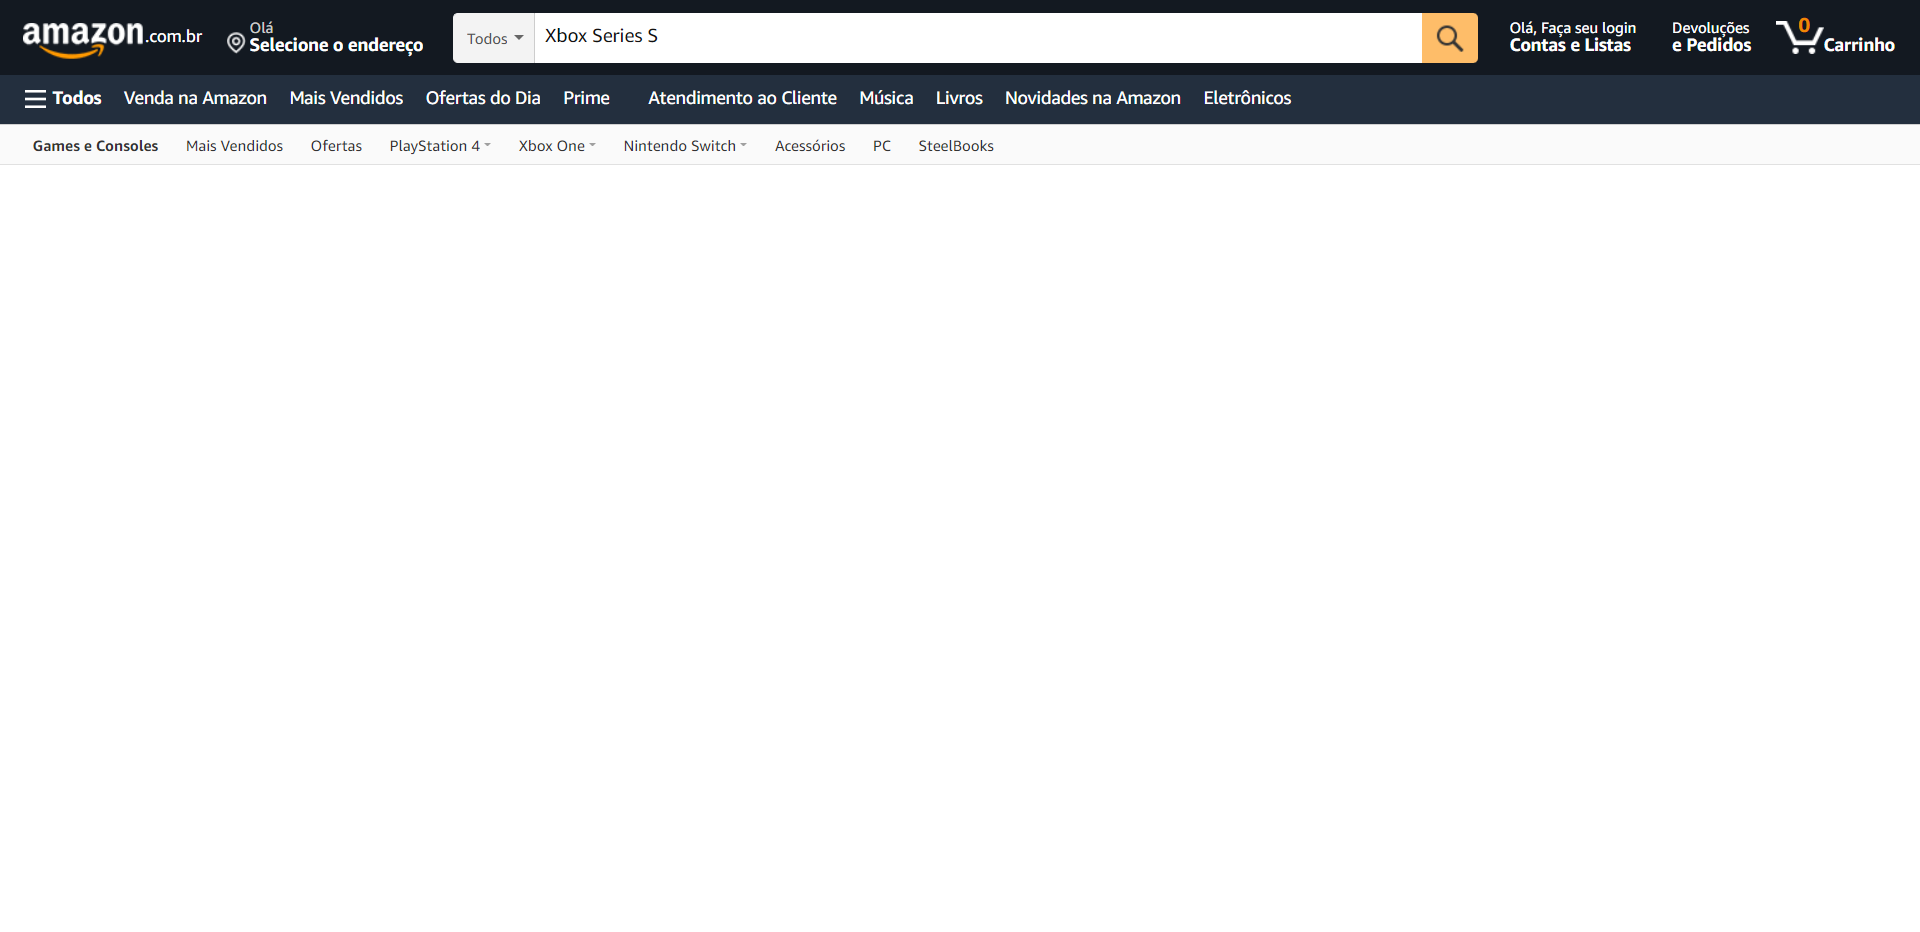 amazon.com.br
Olá
Selecione o endereço
Todos
Xbox Series S
Olá, Faça seu login
Contas e Listas
Devoluções
e Pedidos
0
Carrinho
Todos Venda na Amazon Mais Vendidos Ofertas do Dia Prime Atendimento ao Cliente Música Livros Novidades na Amazon Eletrônicos
Games e Consoles Mais Vendidos Ofertas PlayStation 4 Xbox One Nintendo Switch Acessórios PC SteelBooks